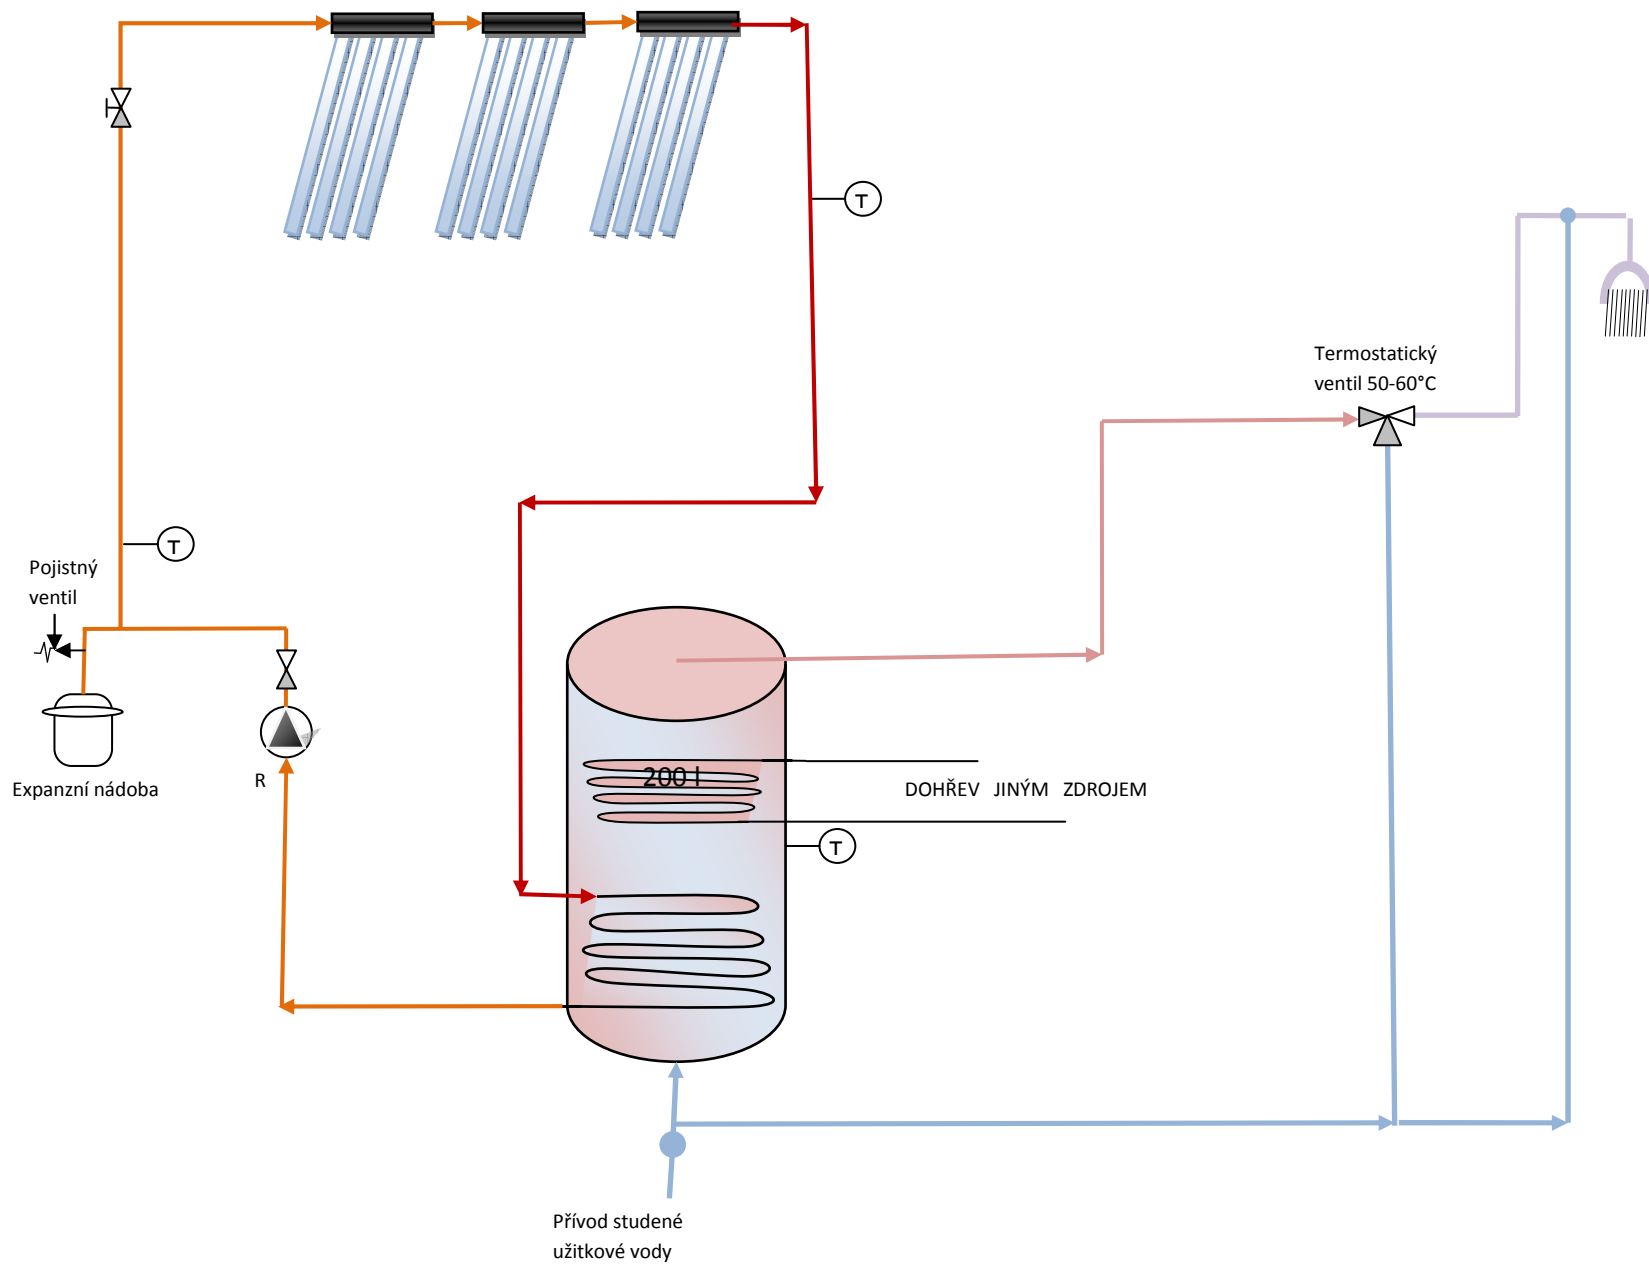 T
Termostatický
ventil 50-60°C
T
Pojistný
ventil
200 l
R
Expanzní nádoba
DOHŘEV JINÝM ZDROJEM
T
Přívod studené
užitkové vody